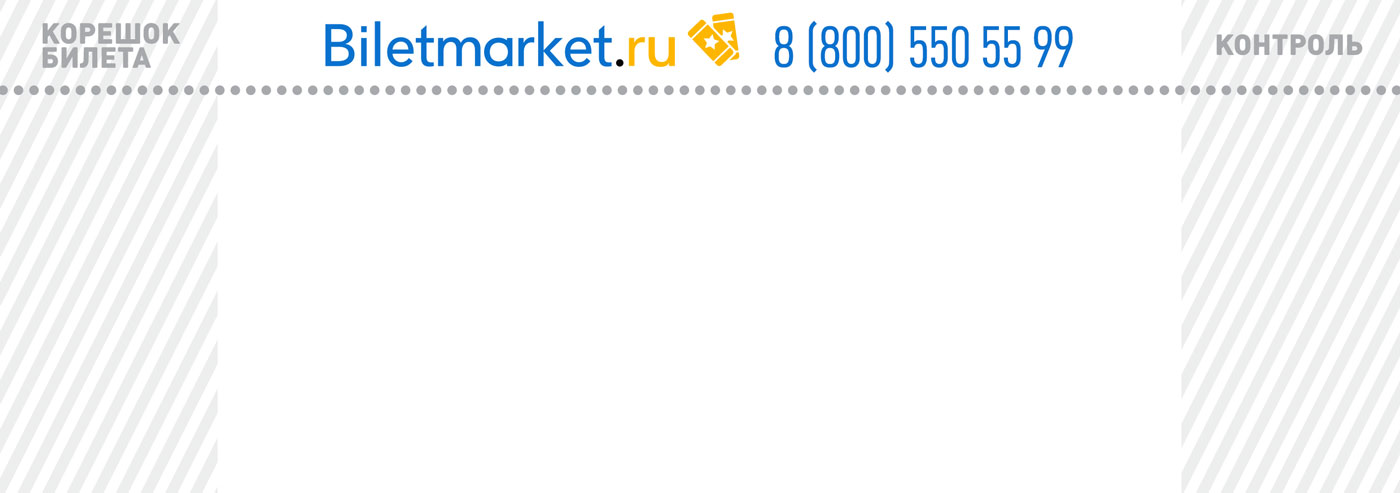 КОРЕШОК
БИЛЕТА
Biletmarket.ru 8 (800) 550 55 99
КОНТРОЛЬ